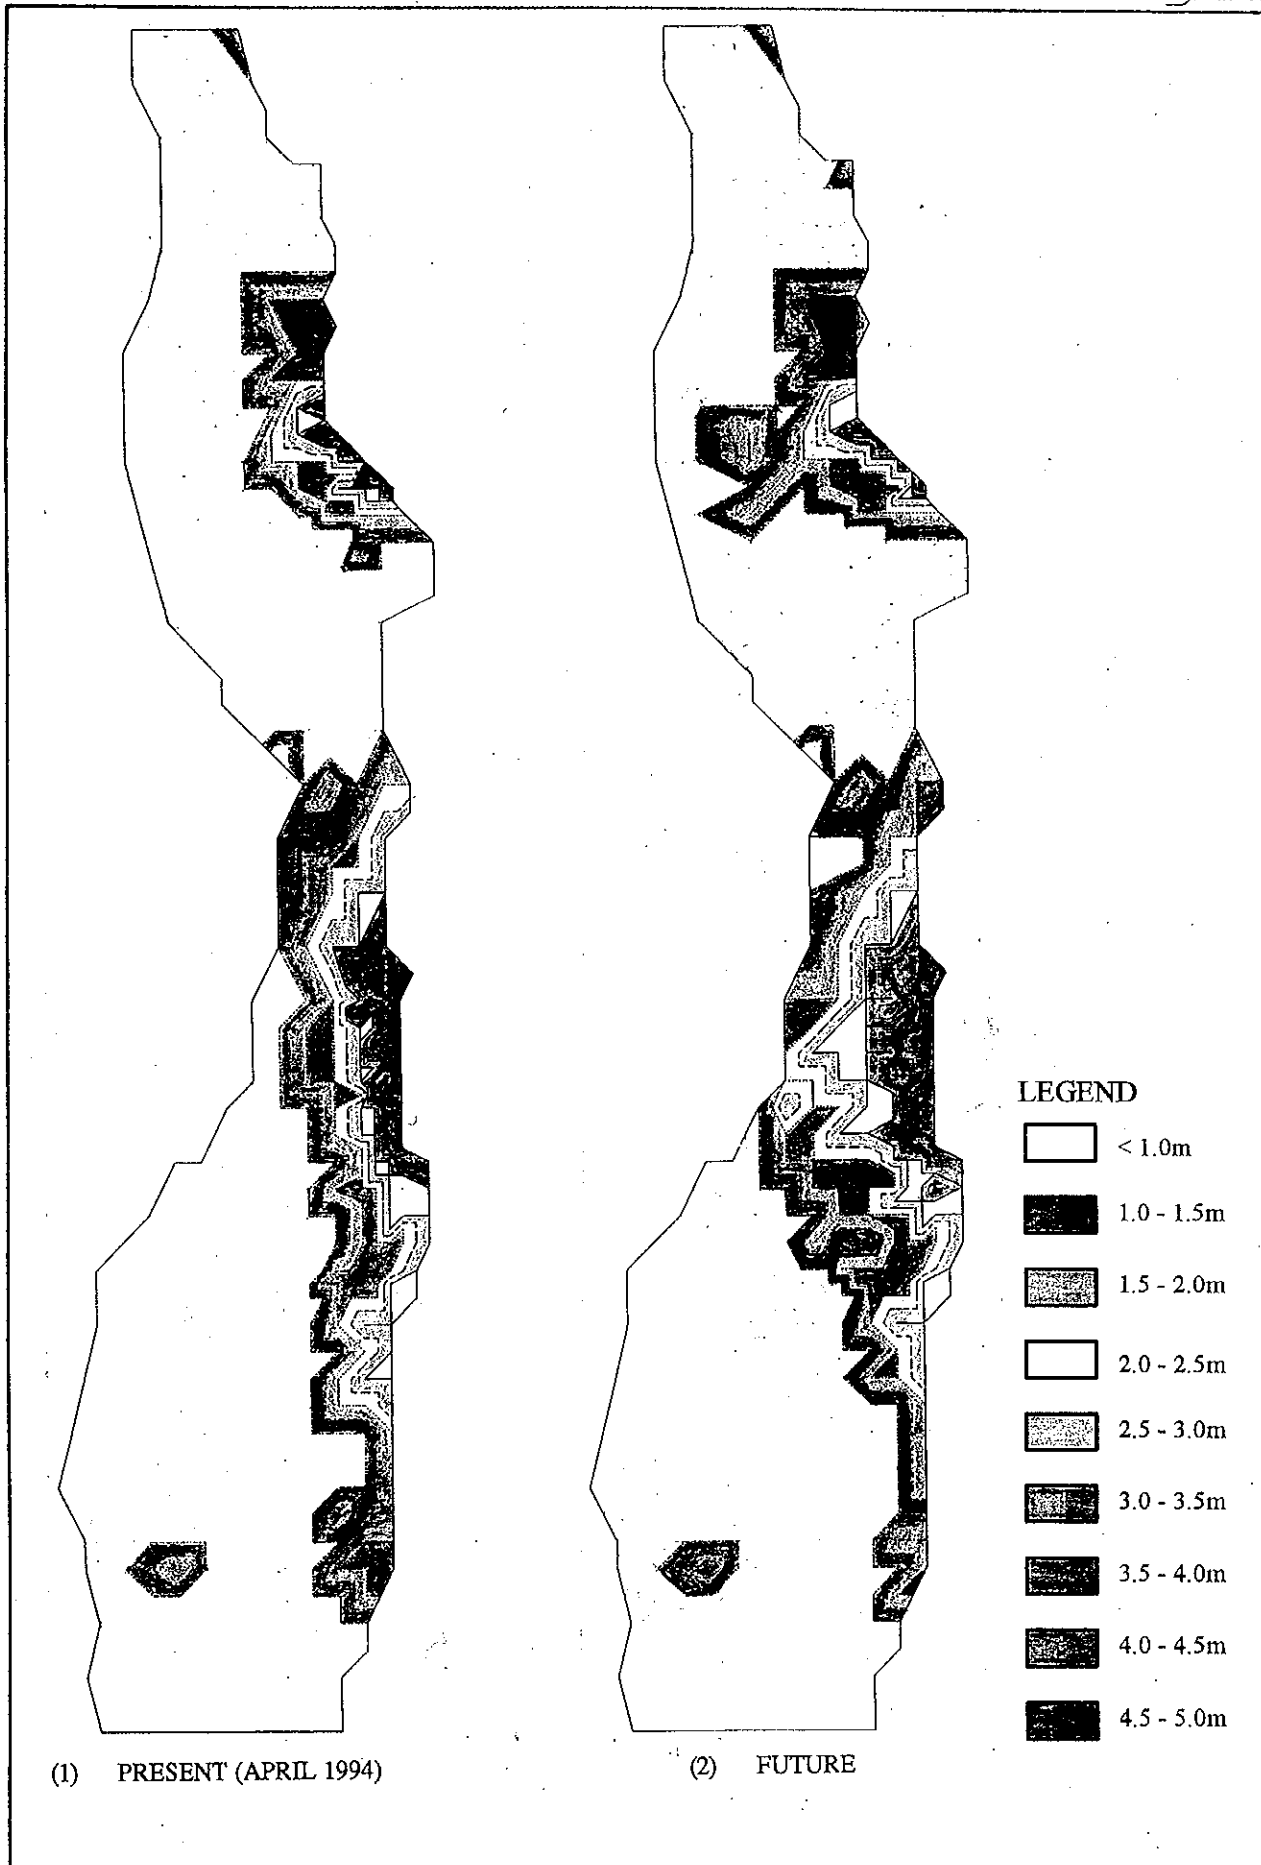 LEGEND
< 1.0m
1.0 - 1.5m
1.5 - 2.0m
2.0 - 2.5m
2.5 - 3.0m
3.0 - 3.5m
3.5 - 4.0m
4.0 - 4.5m
4.5 - 5.0m
(1) PRESENT (APRIL 1994)
(2) FUTURE